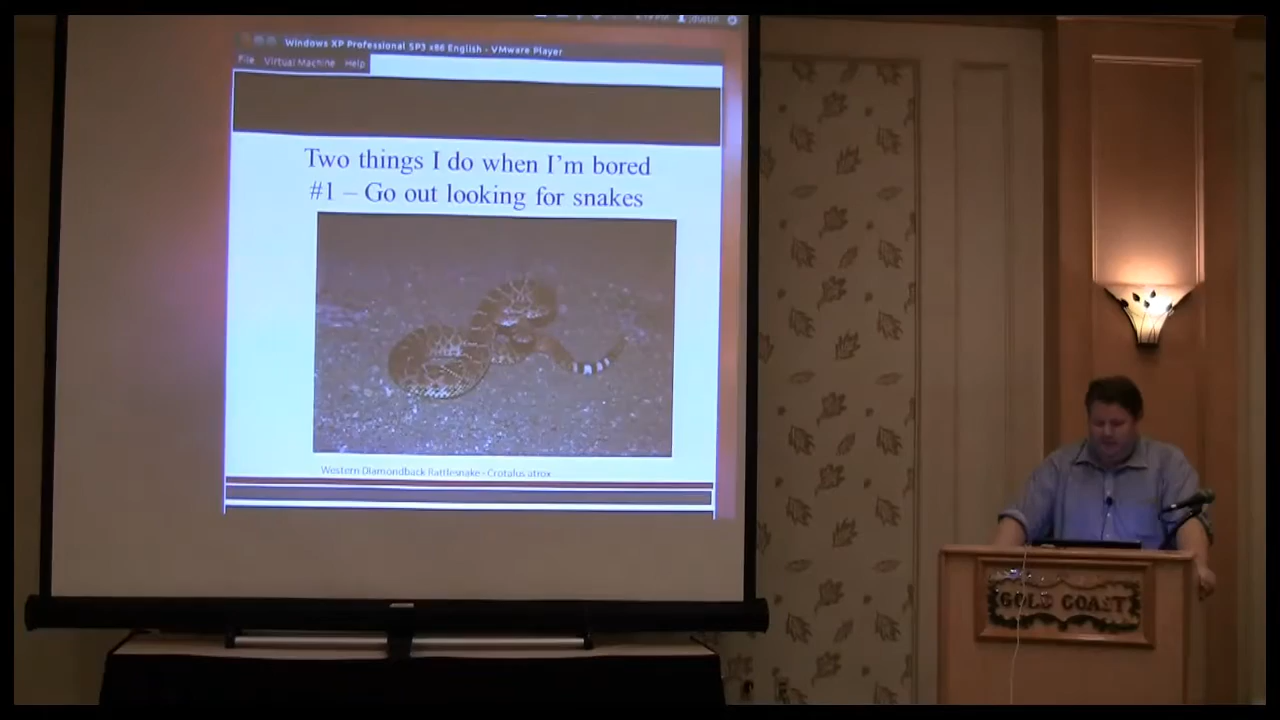 Windows XP Professional SP3 x86 English - VMware Player
File Virtual Machine Help
Two things I do when I'm bored
#1 – Go out looking for snakes
Western Diamondback Rattlesnake - Crotalus atrox
GOLD COAST